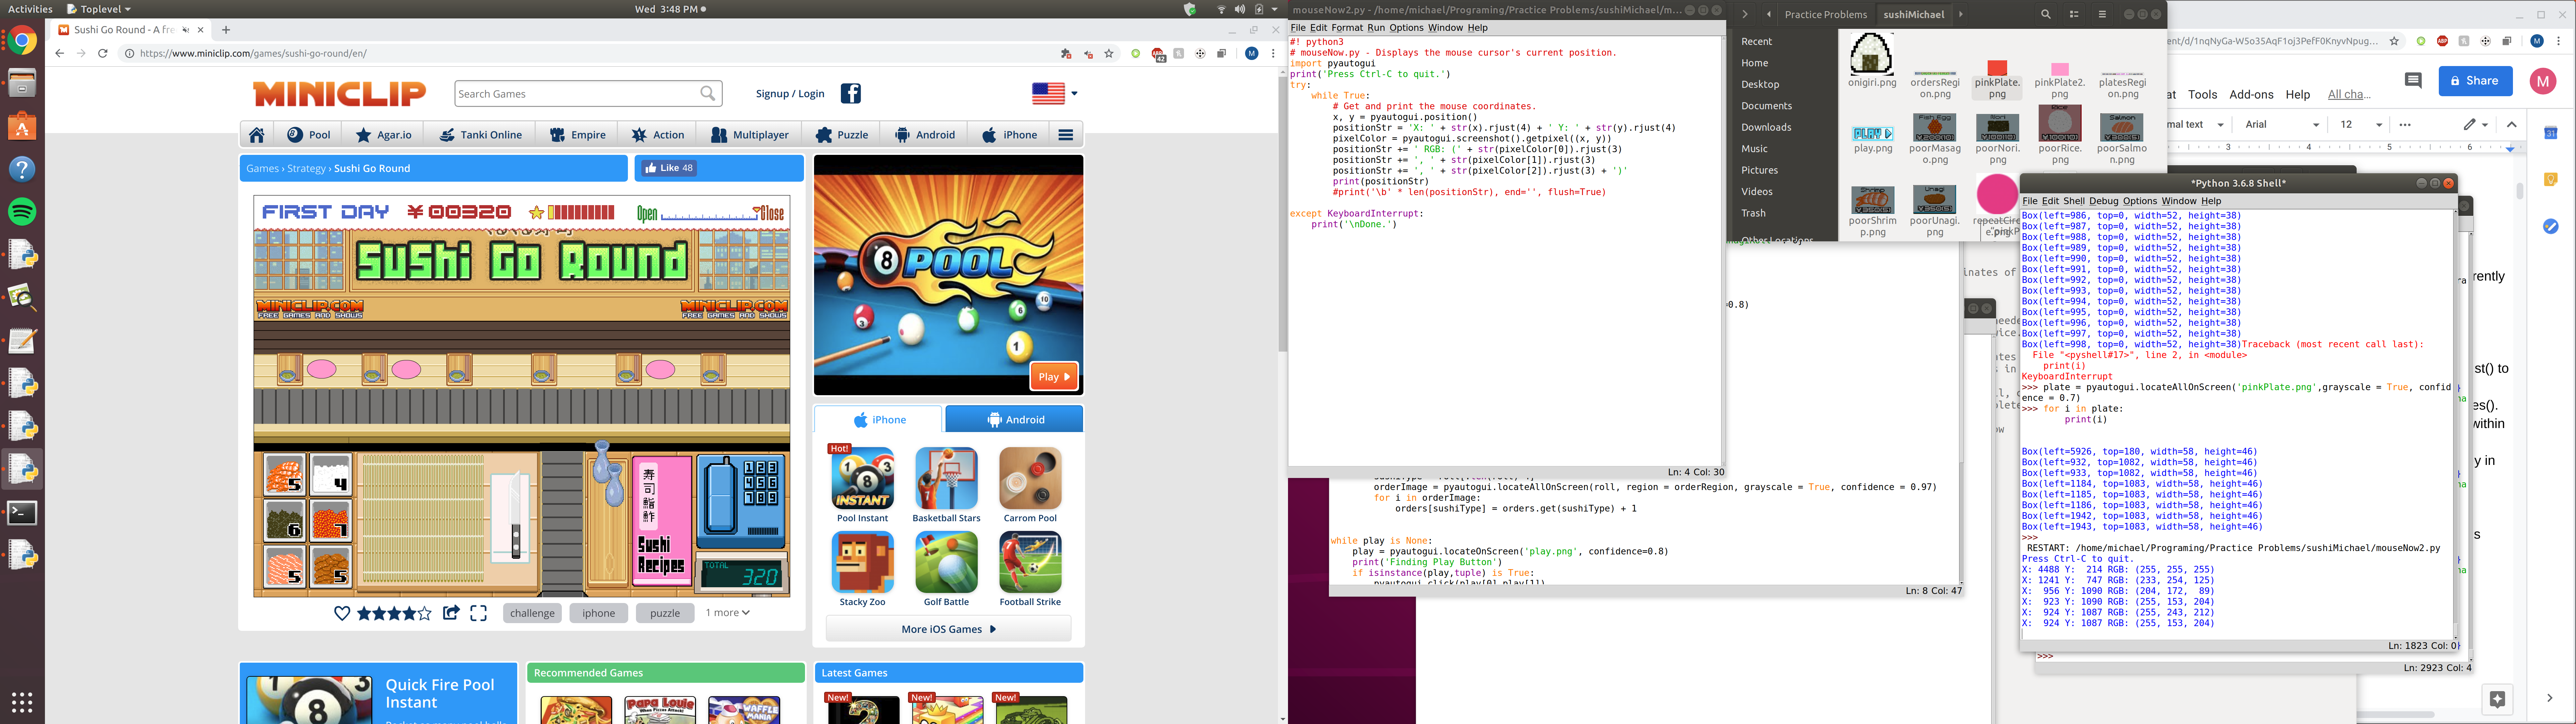 Activities
Toplevel
Wed 3:48 PM
Sushi Go Round - A fre
https://www.miniclip.com/games/sushi-go-round/en/
42
M
MINICLIP
Search Games
Signup / Login
Pool
Agar.io
Tanki Online
Empire
Action
Multiplayer
Puzzle
Android
iPhone
Games › Strategy › Sushi Go Round
Like 48
FIRST DAY ¥00320
Open
Close
Sushi Go Round
MINICLIP.COM
FREE GAMES AND SHOWS
MINICLIP.COM
FREE GAMES AND SHOWS
5
4
6
7
5
5
寿司
Sushi
Recipes
123
456
789
TOTAL
320
challenge
iphone
puzzle
1 more
8 POOL
Play
iPhone
Android
Hot!
INSTANT
Pool Instant
Basketball Stars
Carrom Pool
Stacky Zoo
Golf Battle
Football Strike
More iOS Games
Quick Fire Pool
Instant
Recommended Games
Papa Louie
WAFFLE
MANIA
Latest Games
New!
New!
New!
mouseNow2.py - /home/michael/Programing/Practice Problems/sushiMichael/m...
File Edit Format Run Options Window Help
#! python3
# mouseNow.py - Displays the mouse cursor's current position.
import pyautogui
print('Press Ctrl-C to quit.')
try:
    while True:
        # Get and print the mouse coordinates.
        x, y = pyautogui.position()
        positionStr = 'X: ' + str(x).rjust(4) + ' Y: ' + str(y).rjust(4)
        pixelColor = pyautogui.screenshot().getpixel((x, y))
        positionStr += ' RGB: (' + str(pixelColor[0]).rjust(3)
        positionStr += ', ' + str(pixelColor[1]).rjust(3)
        positionStr += ', ' + str(pixelColor[2]).rjust(3) + ')'
        print(positionStr)
        #print('\b' * len(positionStr), end='', flush=True)
except KeyboardInterrupt:
    print('\nDone.')
Ln: 4 Col: 30
orderImage = pyautogui.locateAllOnScreen(roll, region = orderRegion, grayscale = True, confidence = 0.97)
for i in orderImage:
    orders[sushiType] = orders.get(sushiType) + 1
while play is None:
    play = pyautogui.locateOnScreen('play.png', confidence=0.8)
    print('Finding Play Button')
    if isinstance(play,tuple) is True:
        pyautogui.click(play[0],play[1])
Ln: 8 Col: 47
Practice Problems
sushiMichael
Recent
Home
Desktop
Documents
Downloads
Music
Pictures
Videos
Trash
Other Locations
onigiri.png
ordersRegion.png
pinkPlate.png
pinkPlate2.png
platesRegion.png
play.png
poorMasago.png
poorNori.png
poorRice.png
poorSalmon.png
poorShrimp.png
poorUnagi.png
ent/d/1nqNyGa-W5o35AqF1oj3PefF0KnyvNpug...
Share
M
at Tools Add-ons Help All cha...
mal text
Arial
12
*Python 3.6.8 Shell*
File Edit Shell Debug Options Window Help
Box(left=986, top=0, width=52, height=38)
Box(left=987, top=0, width=52, height=38)
Box(left=988, top=0, width=52, height=38)
Box(left=989, top=0, width=52, height=38)
Box(left=990, top=0, width=52, height=38)
Box(left=991, top=0, width=52, height=38)
Box(left=992, top=0, width=52, height=38)
Box(left=993, top=0, width=52, height=38)
Box(left=994, top=0, width=52, height=38)
Box(left=995, top=0, width=52, height=38)
Box(left=996, top=0, width=52, height=38)
Box(left=997, top=0, width=52, height=38)
Box(left=998, top=0, width=52, height=38)Traceback (most recent call last):
  File "<pyshell#17>", line 2, in <module>
    print(i)
KeyboardInterrupt
>>> plate = pyautogui.locateAllOnScreen('pinkPlate.png',grayscale = True, confid
ence = 0.7)
>>> for i in plate:
        print(i)
Box(left=5926, top=180, width=58, height=46)
Box(left=932, top=1082, width=58, height=46)
Box(left=933, top=1082, width=58, height=46)
Box(left=1184, top=1083, width=58, height=46)
Box(left=1185, top=1083, width=58, height=46)
Box(left=1186, top=1083, width=58, height=46)
Box(left=1942, top=1083, width=58, height=46)
Box(left=1943, top=1083, width=58, height=46)
>>>
 RESTART: /home/michael/Programing/Practice Problems/sushiMichael/mouseNow2.py
Press Ctrl-C to quit.
X: 4488 Y:  214 RGB: (255, 255, 255)
X: 1241 Y:  747 RGB: (233, 254, 125)
X:  956 Y: 1090 RGB: (204, 172,  89)
X:  923 Y: 1090 RGB: (255, 153, 204)
X:  924 Y: 1087 RGB: (255, 243, 212)
X:  924 Y: 1087 RGB: (255, 153, 204)
Ln: 1823 Col: 0
>>>
Ln: 2923 Col: 4